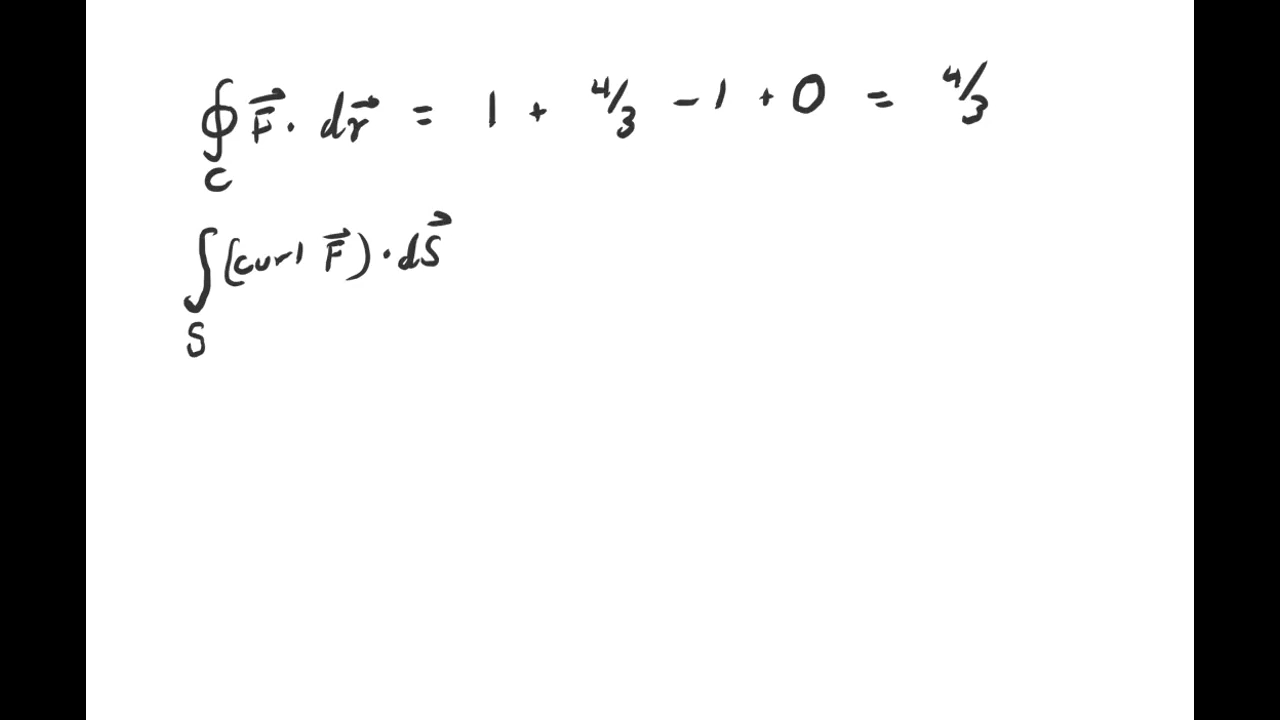 ∮_C F⃗ · dr⃗ = 1 + 4/3 - 1 + 0 = 4/3
∫_S (curl F⃗) · dS⃗